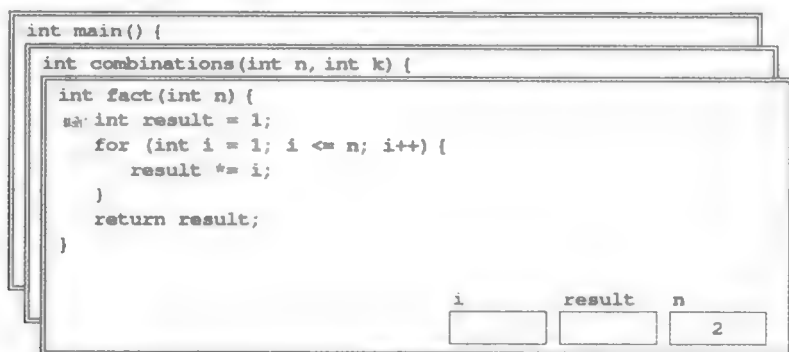 int main() {
int combinations(int n, int k) {
int fact(int n) {
int result = 1;
for (int i = 1; i <= n; i++) {
result *= i;
}
return result;
}
i result n
2